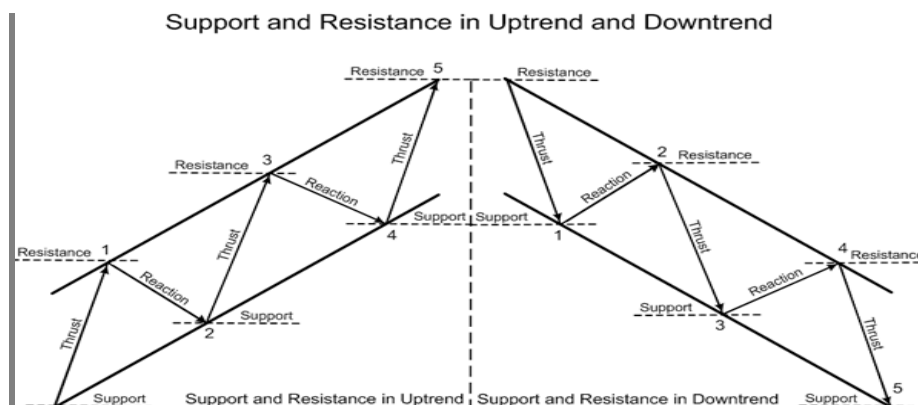 Support and Resistance in Uptrend and Downtrend
Resistance
5
Thrust
Resistance
3
Reaction
Thrust
4
Support
Resistance
1
Reaction
Thrust
2
Support
Support
Support and Resistance in Uptrend
Resistance
Thrust
2
Resistance
Reaction
Support
1
Thrust
4
Resistance
Reaction
Support
3
Thrust
5
Support
Support and Resistance in Downtrend